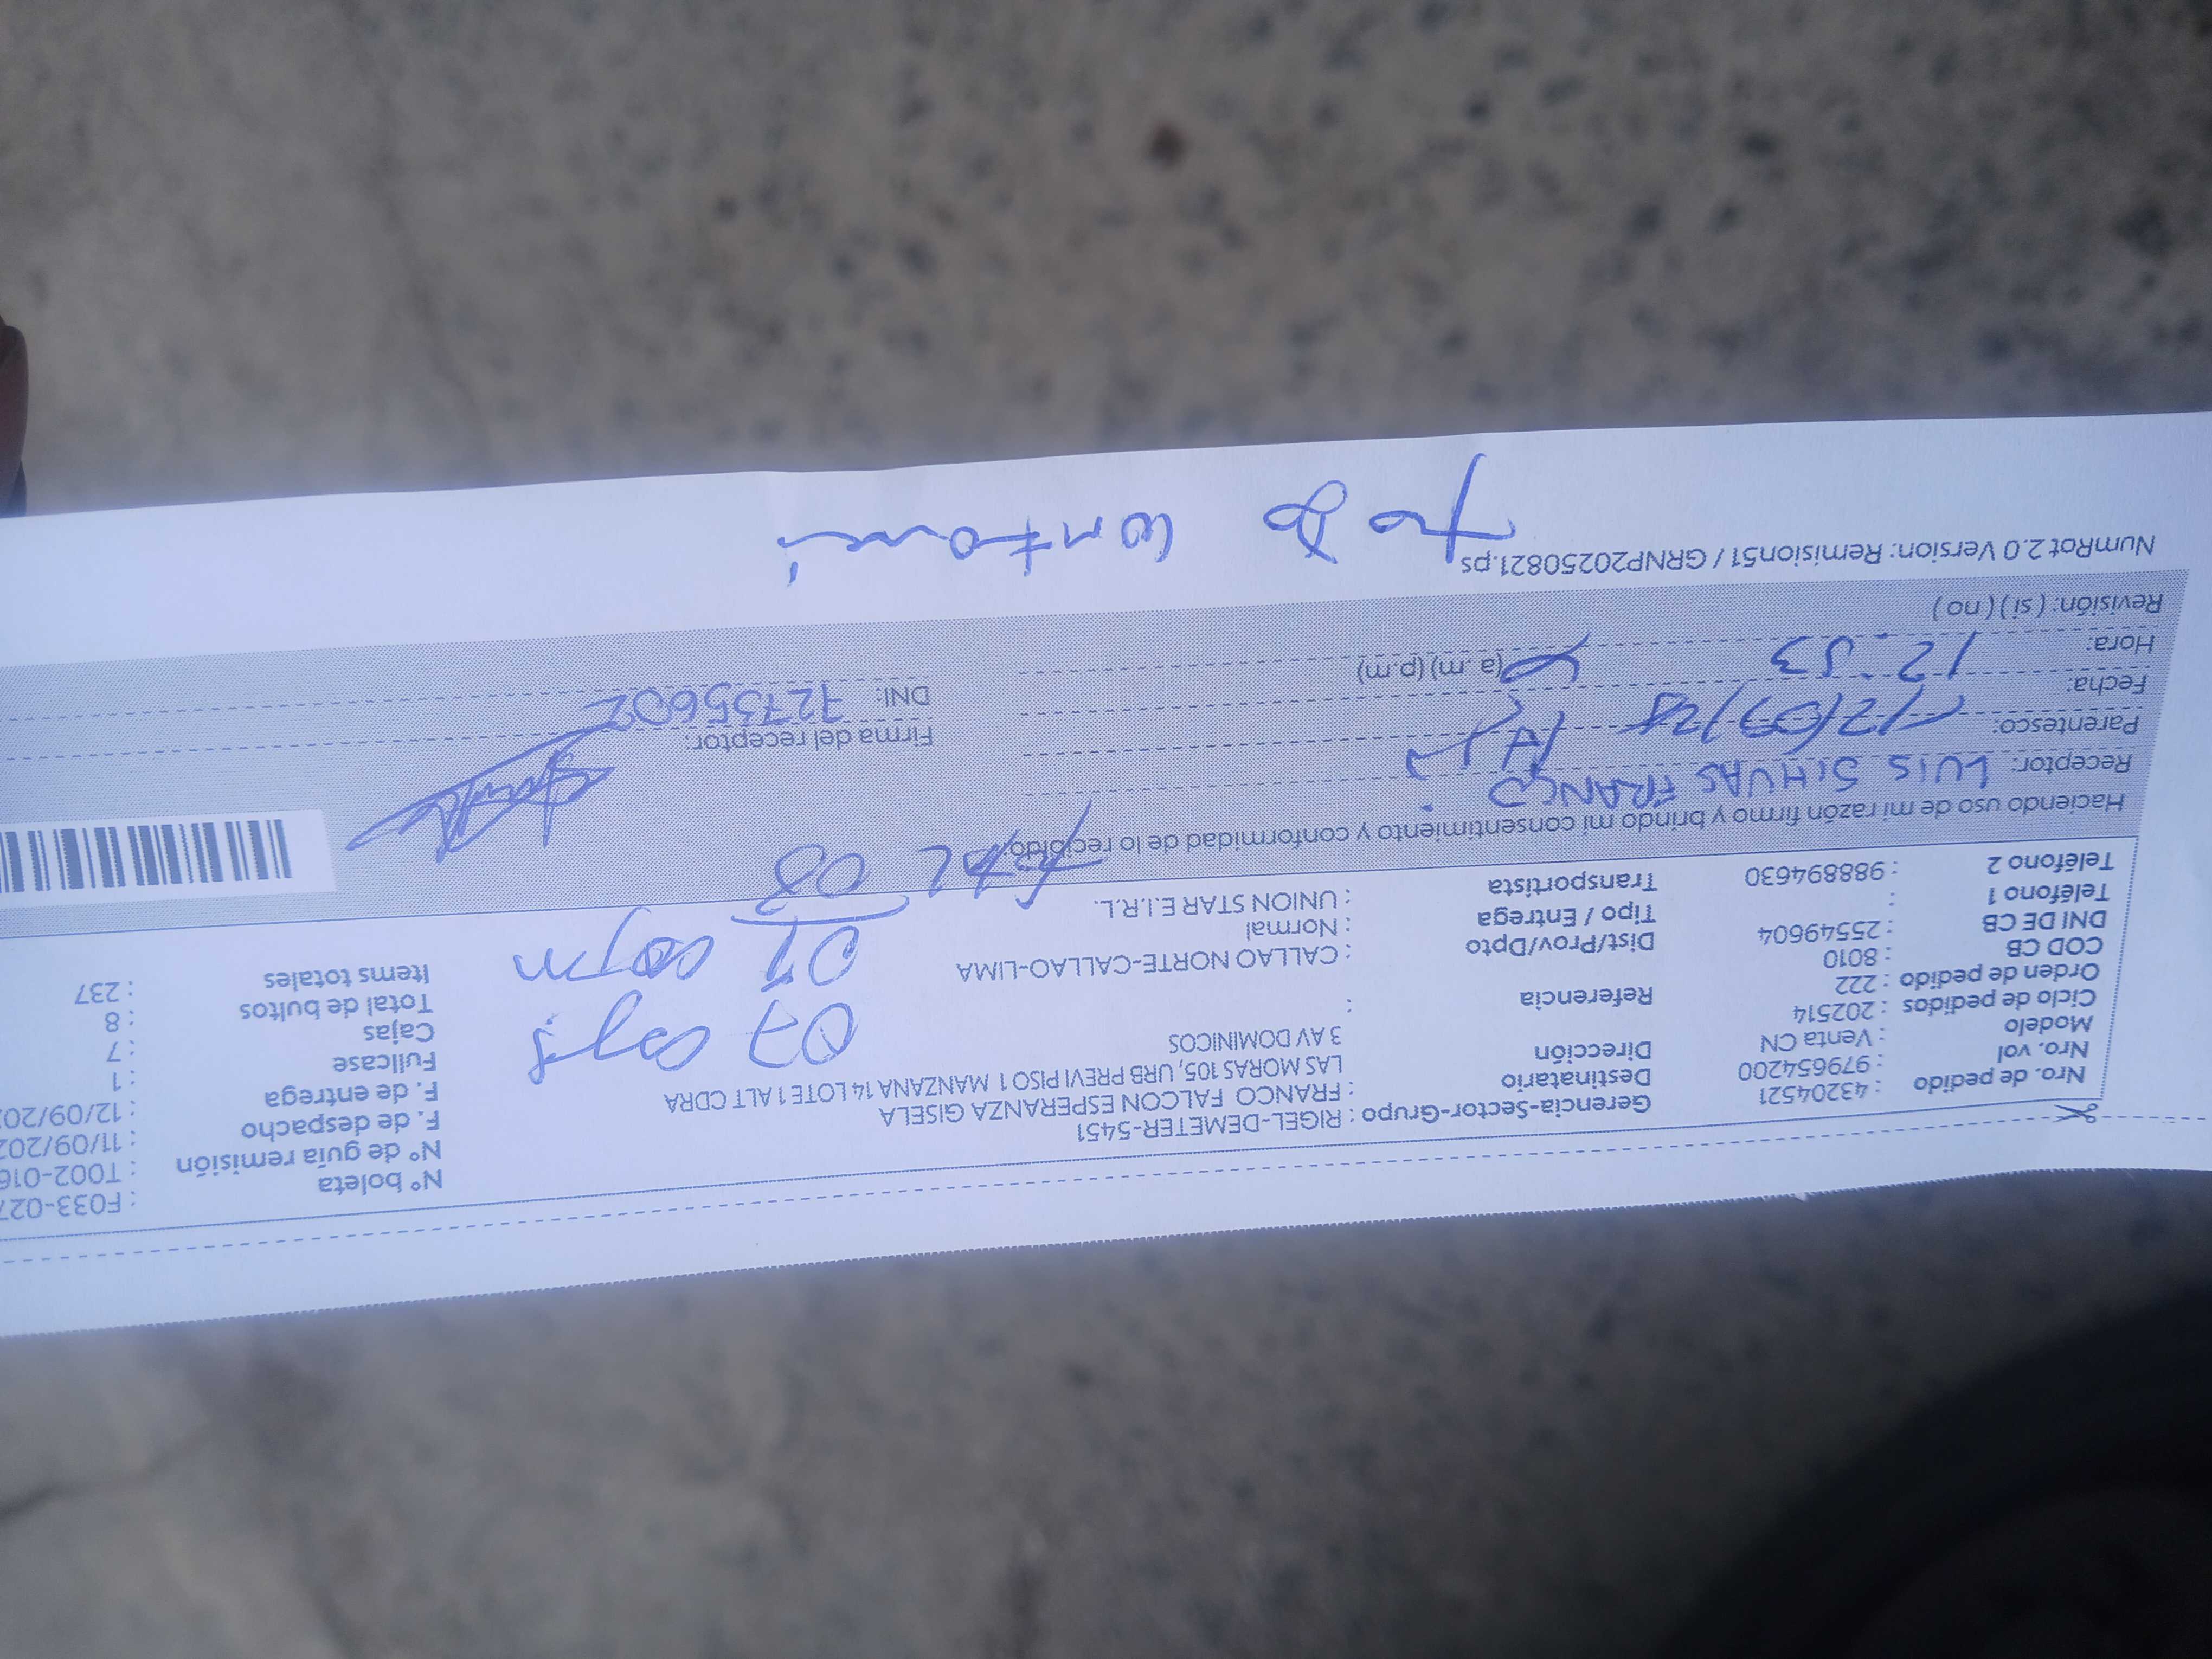 Nº boleta : F033-027
Nº de guía remisión : T002-016
F. de despacho : 11/09/202
F. de entrega : 12/09/202
Fullcase : 1
Cajas : 7
Total de bultos : 8
Items totales : 237
Gerencia-Sector-Grupo : RIGEL-DEMETER-5451
Destinatario : FRANCO FALCON ESPERANZA GISELA
Dirección LAS MORAS 105, URB PREVI PISO 1 MANZANA 14 LOTE 1 ALT CDRA
3 AV DOMINICOS
Referencia :
Dist/Prov/Dpto : CALLAO NORTE-CALLAO-LIMA
Tipo / Entrega : Normal
Transportista : UNION STAR E.I.R.L.
Nro. de pedido : 43204521
Nro. vol : 979654200
Modelo : Venta CN
Ciclo de pedidos : 202514
Orden de pedido : 222
COD CB : 8010
DNI DE CB : 25549604
Teléfono 1 :
Teléfono 2 : 988894630
07 cajas
01
08
Haciendo uso de mi razón firmo y brindo mi consentimiento y conformidad de lo recibido.
Receptor: LUIS SIHUAS FRANCO
Parentesco:
Fecha: 12/09/25
Hora: 12:53 (a. m) (p.m)
Revisión: ( si ) ( no )
Firma del receptor:
DNI: 72735602
NumRot 2.0 Version: Remision51 / GRNP20250821.ps